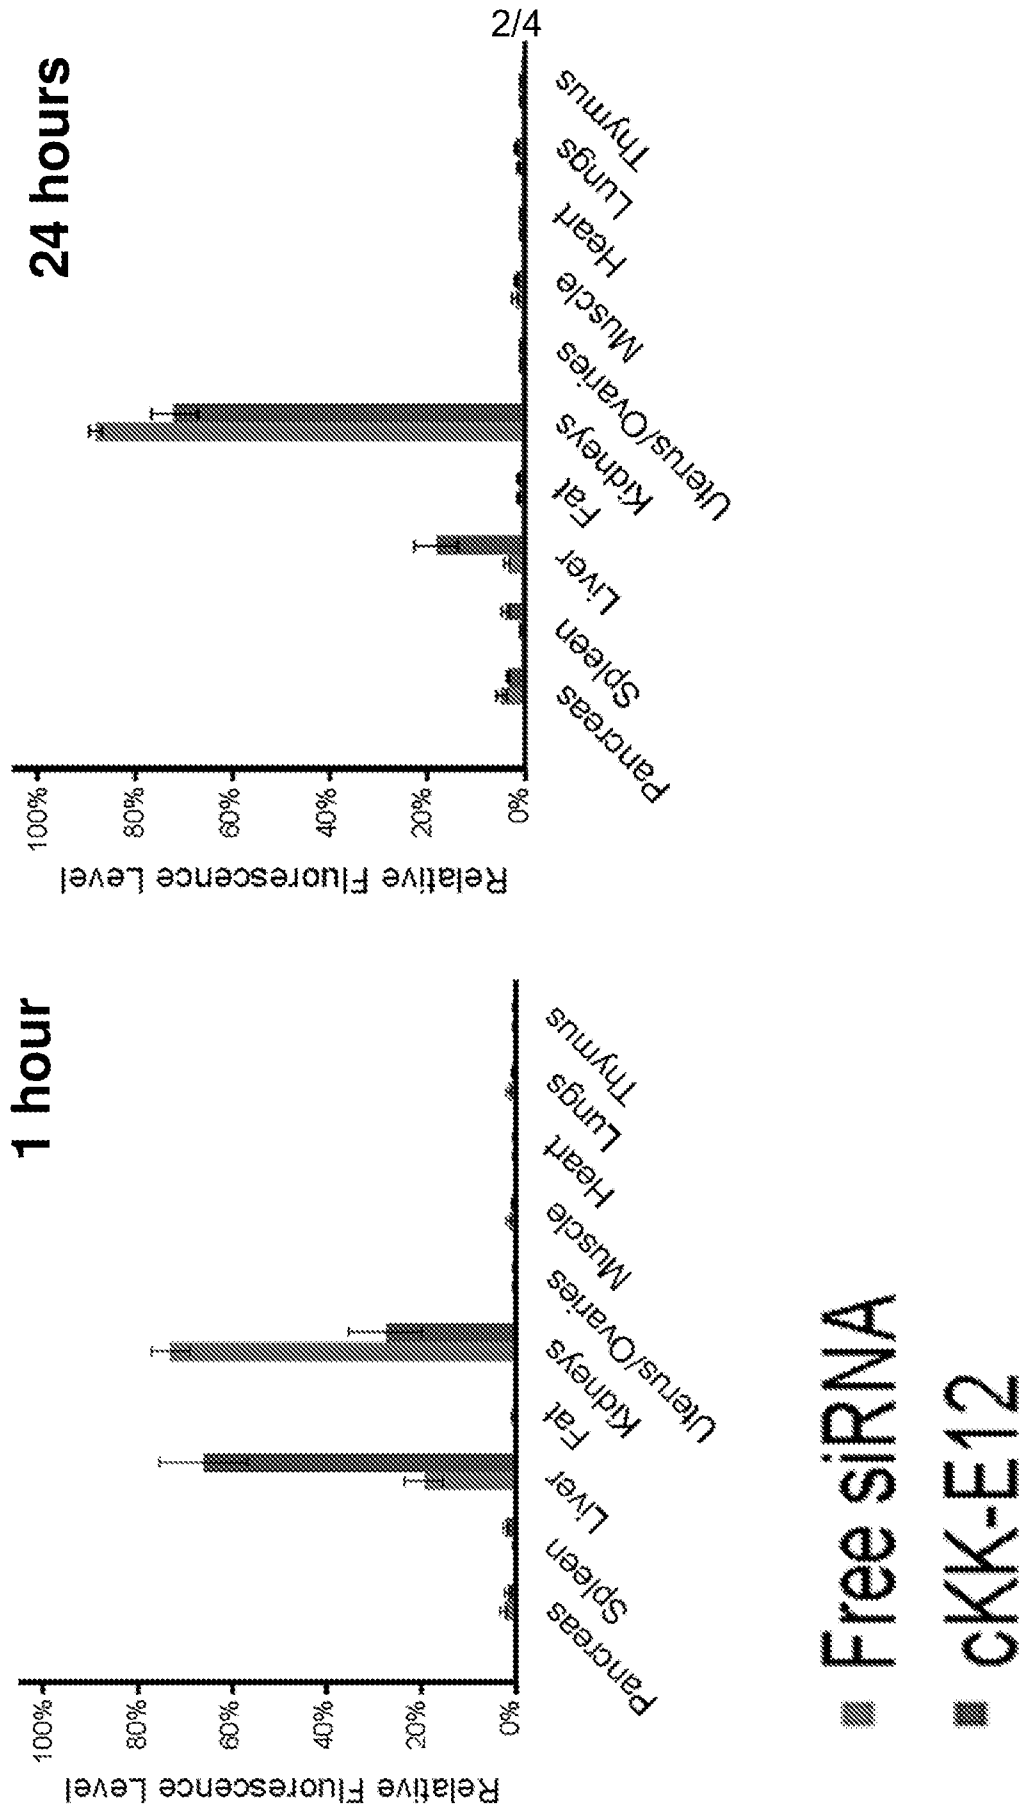 2/4
1 hour
Relative Fluorescence Level
100%
80%
60%
40%
20%
0%
Pancreas
Spleen
Liver
Fat
Kidneys
Uterus/Ovaries
Muscle
Heart
Lungs
Thymus
24 hours
Relative Fluorescence Level
100%
80%
60%
40%
20%
0%
Pancreas
Spleen
Liver
Fat
Kidneys
Uterus/Ovaries
Muscle
Heart
Lungs
Thymus
Free siRNA
cKK-E12